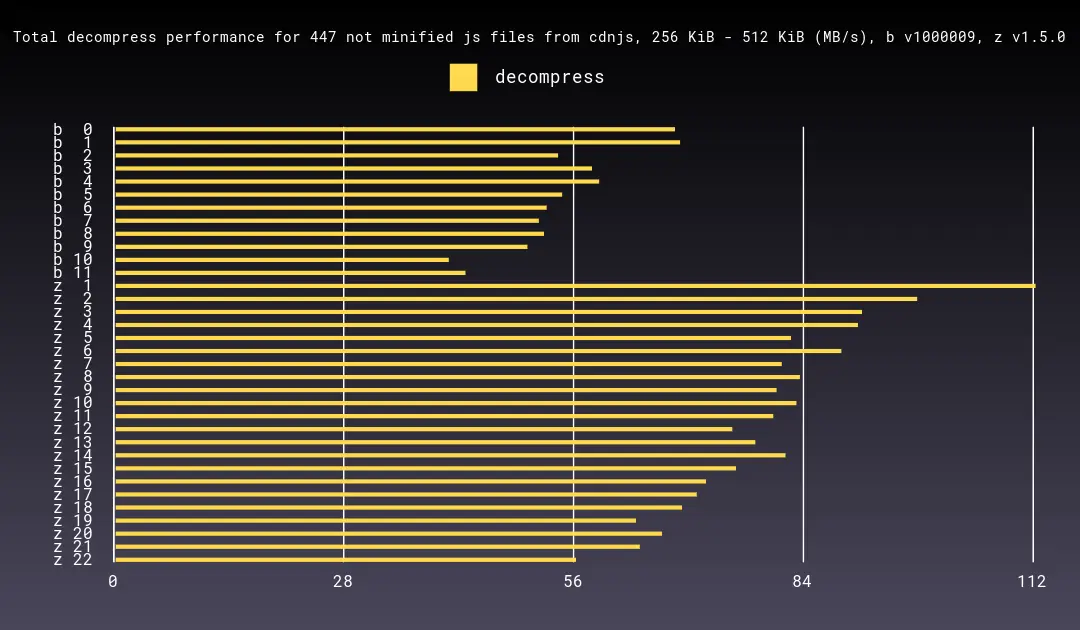 Total decompress performance for 447 not minified js files from cdnjs, 256 KiB - 512 KiB (MB/s), b v1000009, z v1.5.0
decompress
b 0
b 1
b 2
b 3
b 4
b 5
b 6
b 7
b 8
b 9
b 10
b 11
z 1
z 2
z 3
z 4
z 5
z 6
z 7
z 8
z 9
z 10
z 11
z 12
z 13
z 14
z 15
z 16
z 17
z 18
z 19
z 20
z 21
z 22
0 28 56 84 112